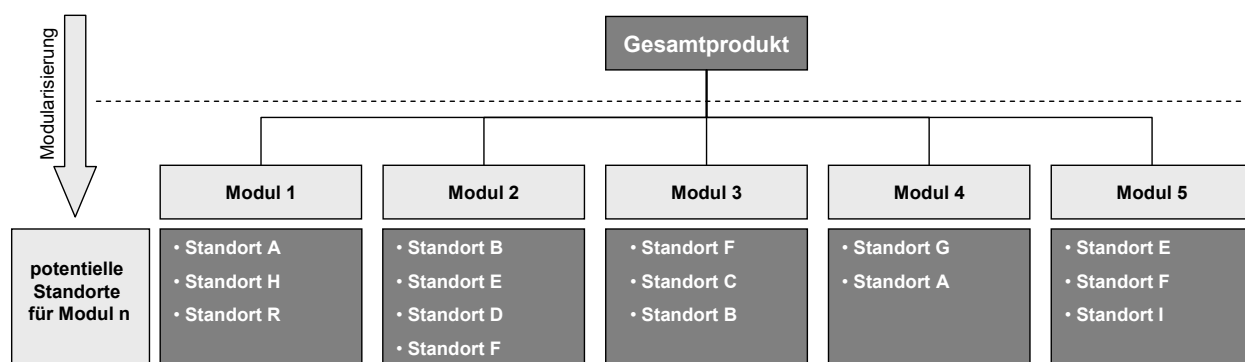 Modularisierung
Gesamtprodukt
Modul 1
Modul 2
Modul 3
Modul 4
Modul 5
potentielle
Standorte
für Modul n
• Standort A
• Standort H
• Standort R
• Standort B
• Standort E
• Standort D
• Standort F
• Standort F
• Standort C
• Standort B
• Standort G
• Standort A
• Standort E
• Standort F
• Standort I